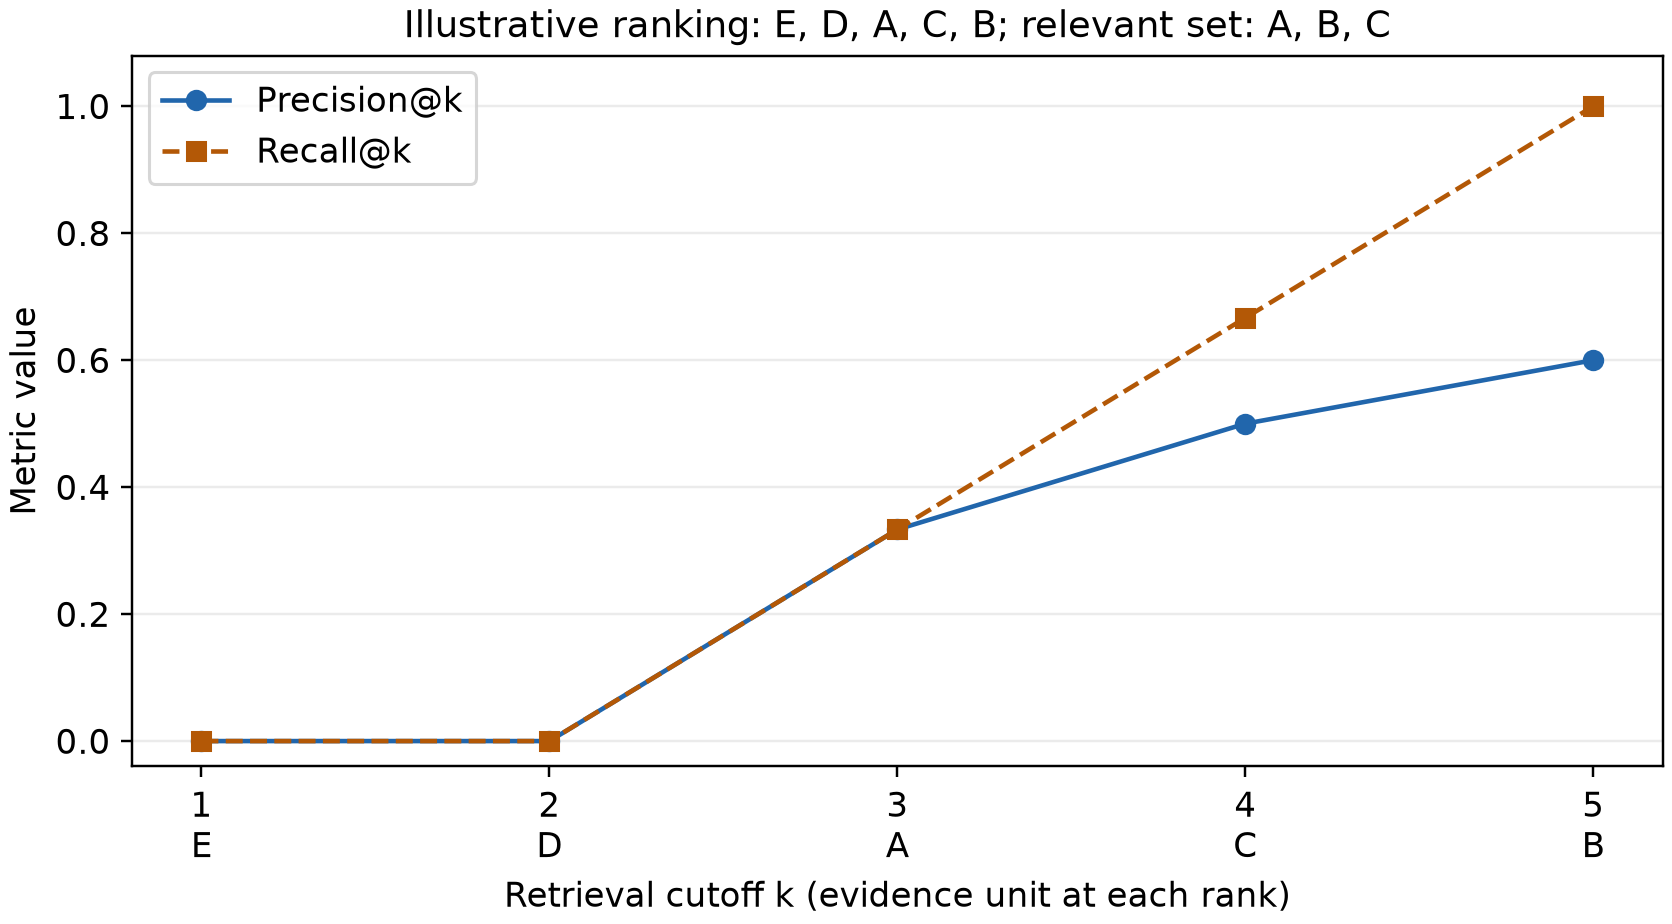 Illustrative ranking: E, D, A, C, B; relevant set: A, B, C
Precision@k
Recall@k
Metric value
1.0
0.8
0.6
0.4
0.2
0.0
1 2 3 4 5
E D A C B
Retrieval cutoff k (evidence unit at each rank)